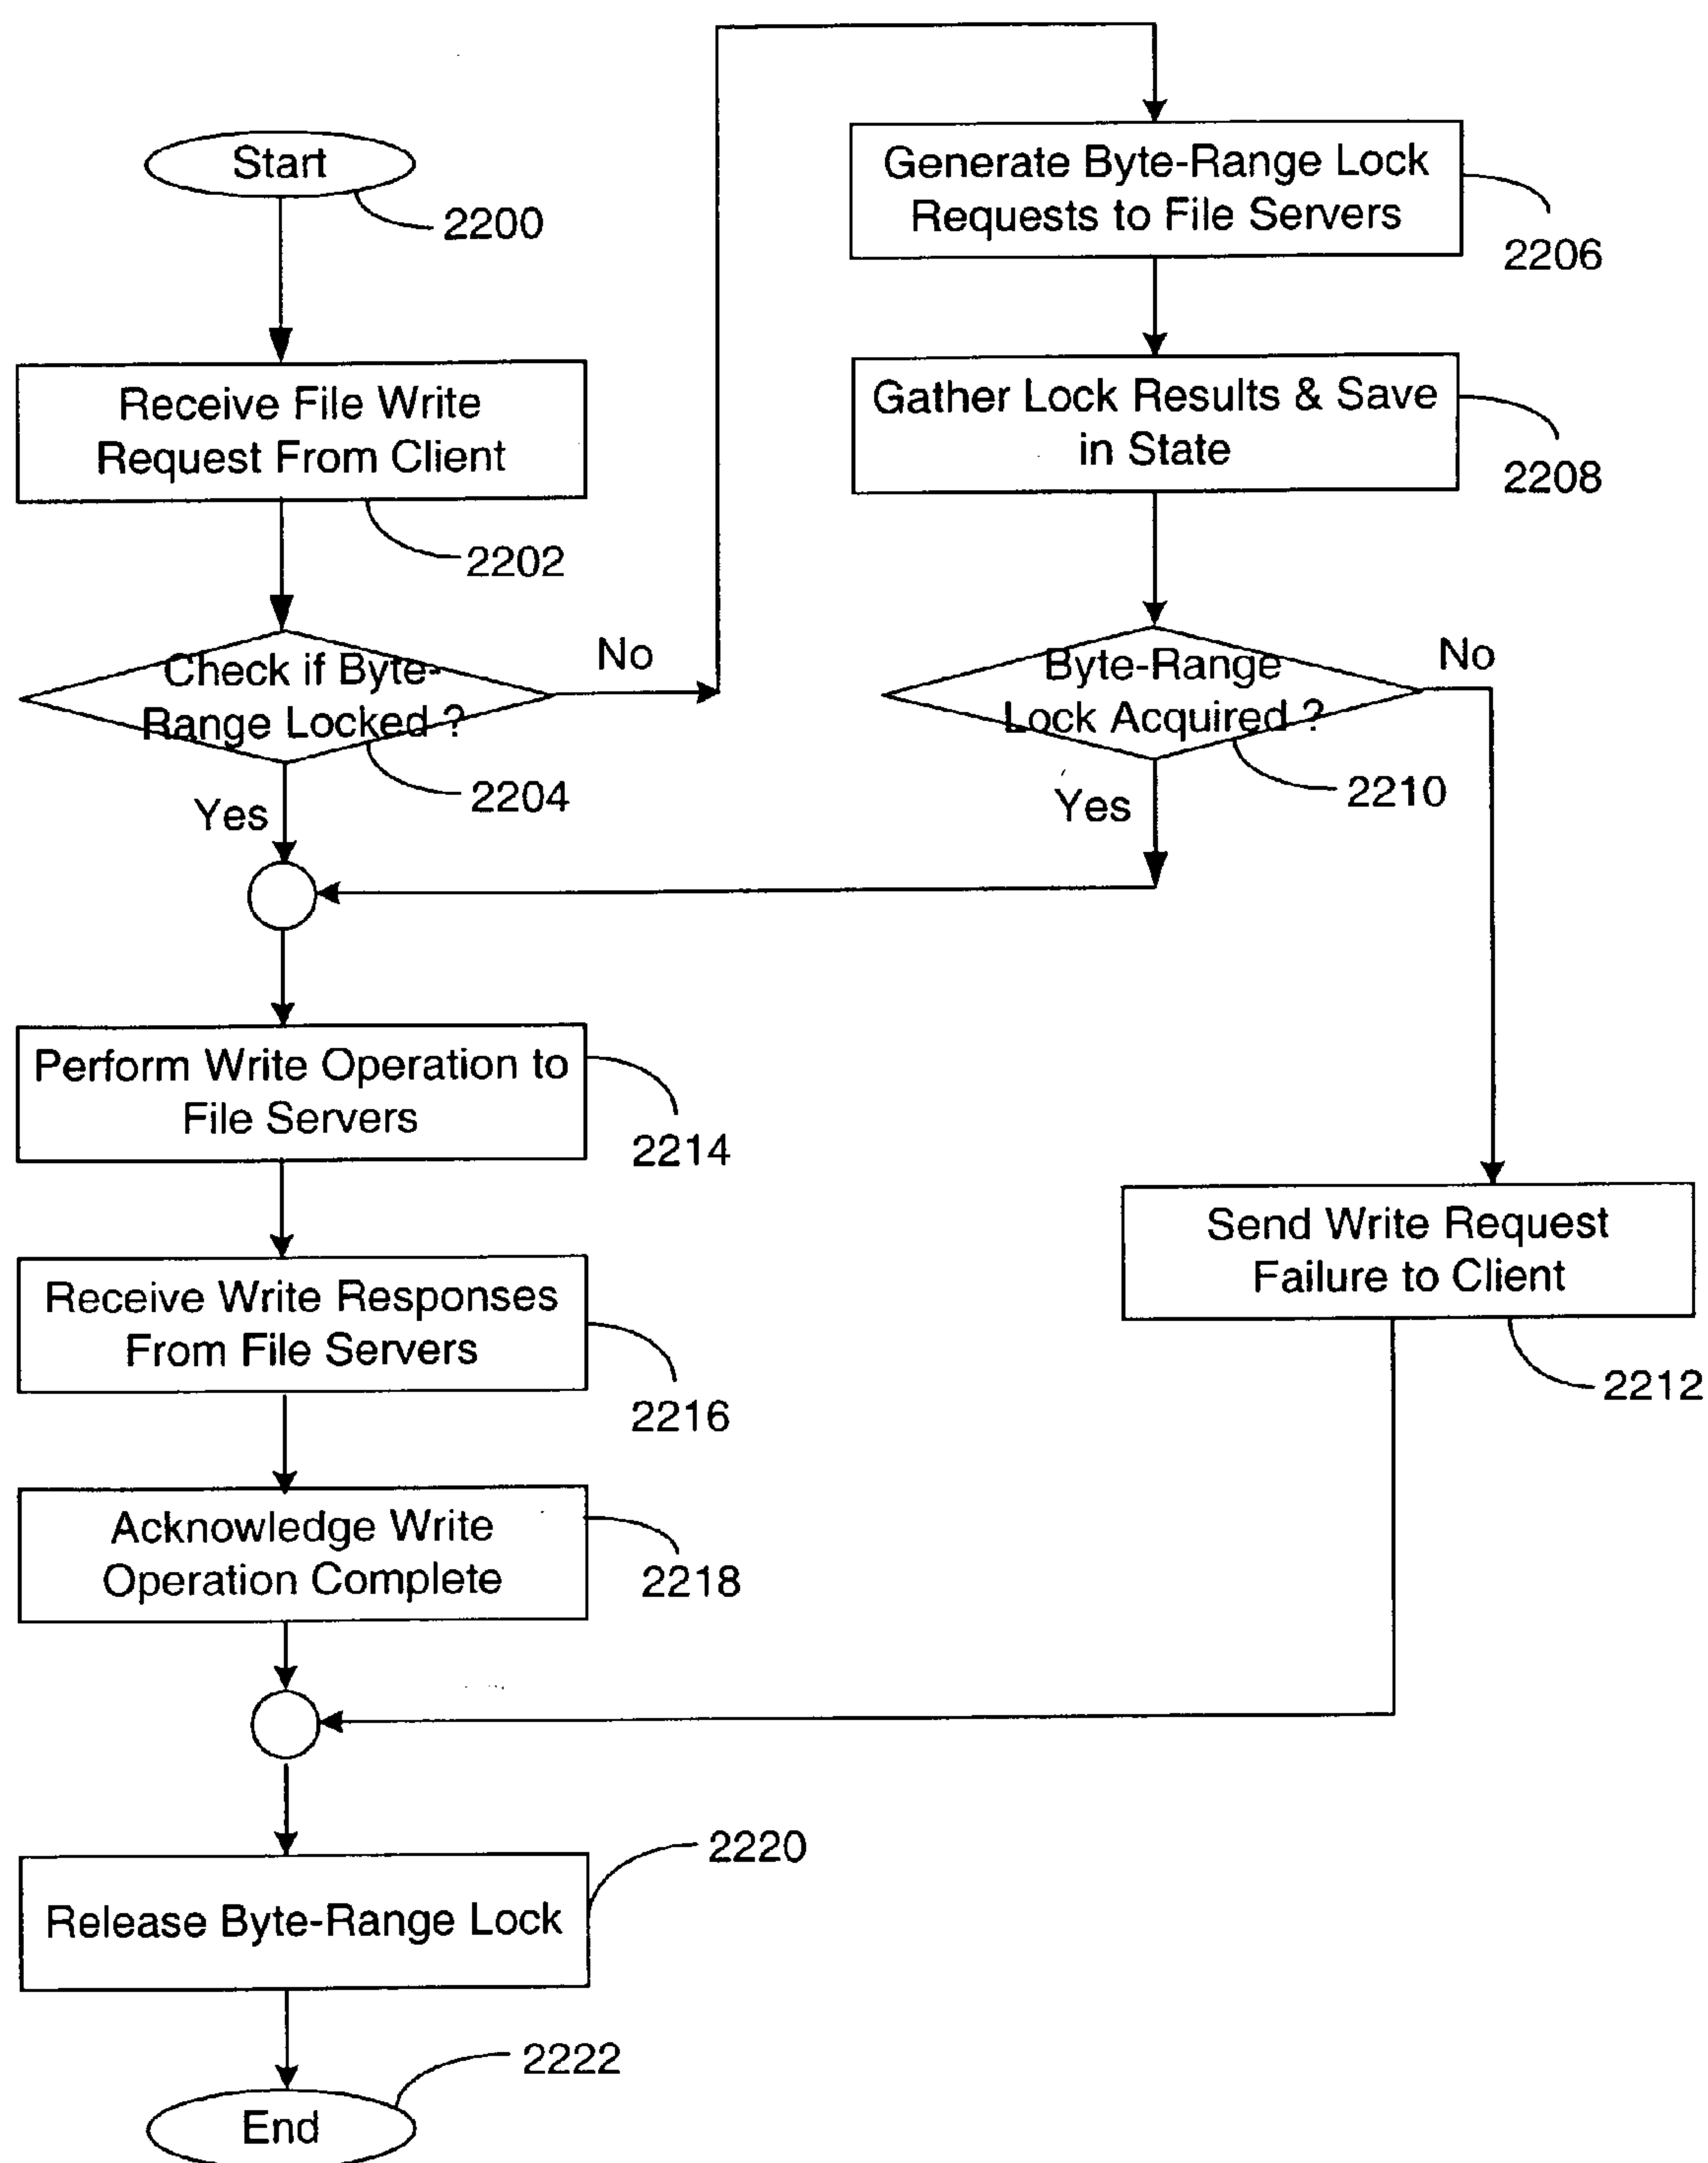 Start
2200
Receive File Write
Request From Client
2202
Check if Byte-
Range Locked ?
No
2204
Yes
Generate Byte-Range Lock
Requests to File Servers
2206
Gather Lock Results & Save
in State
2208
Byte-Range
Lock Acquired ?
No
2210
Yes
Perform Write Operation to
File Servers
2214
Send Write Request
Failure to Client
2212
Receive Write Responses
From File Servers
2216
Acknowledge Write
Operation Complete
2218
2220
Release Byte-Range Lock
2222
End